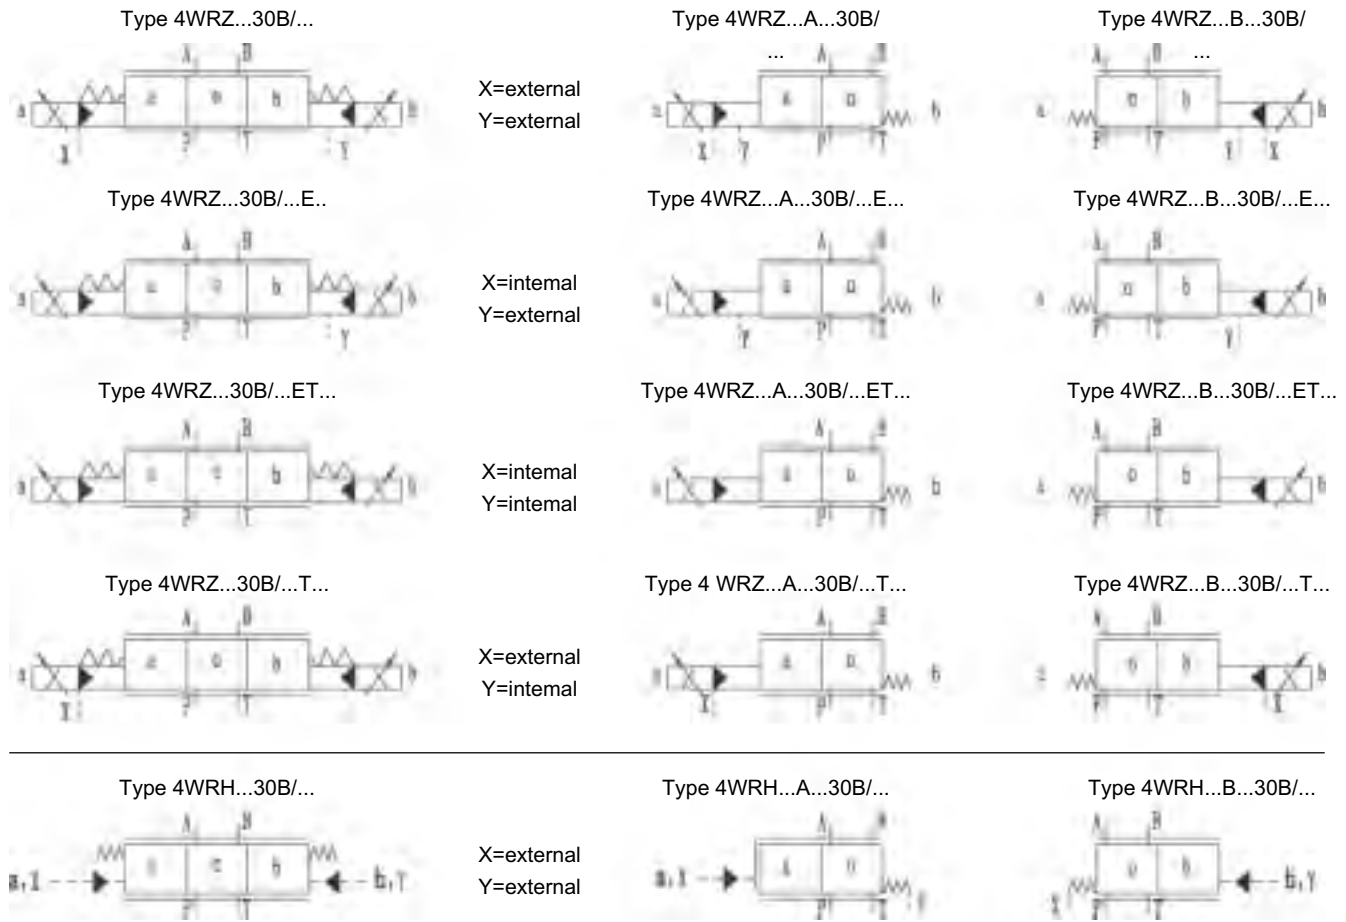 Type 4WRZ...30B/... Type 4WRZ...A...30B/ Type 4WRZ...B...30B/
... ...
A B A B A B
X=external
a b a b a b
Y=external
P T P T P T
X Y X Y Y X
Type 4WRZ...30B/...E.. Type 4WRZ...A...30B/...E... Type 4WRZ...B...30B/...E...
A B A B A B
X=intemal
a b a b a b
Y=external
P T P T P T
Y Y Y
Type 4WRZ...30B/...ET... Type 4WRZ...A...30B/...ET... Type 4WRZ...B...30B/...ET...
A B A B A B
X=intemal
a b a b a b
Y=intemal
P T P T P T
Type 4WRZ...30B/...T... Type 4 WRZ...A...30B/...T... Type 4WRZ...B...30B/...T...
A B A B A B
X=external
a b a b a b
Y=intemal
P T P T P T
X X X
Type 4WRH...30B/... Type 4WRH...A...30B/... Type 4WRH...B...30B/...
A B A B A B
X=external
b,Y b,Y
Y=external
P T P T P T